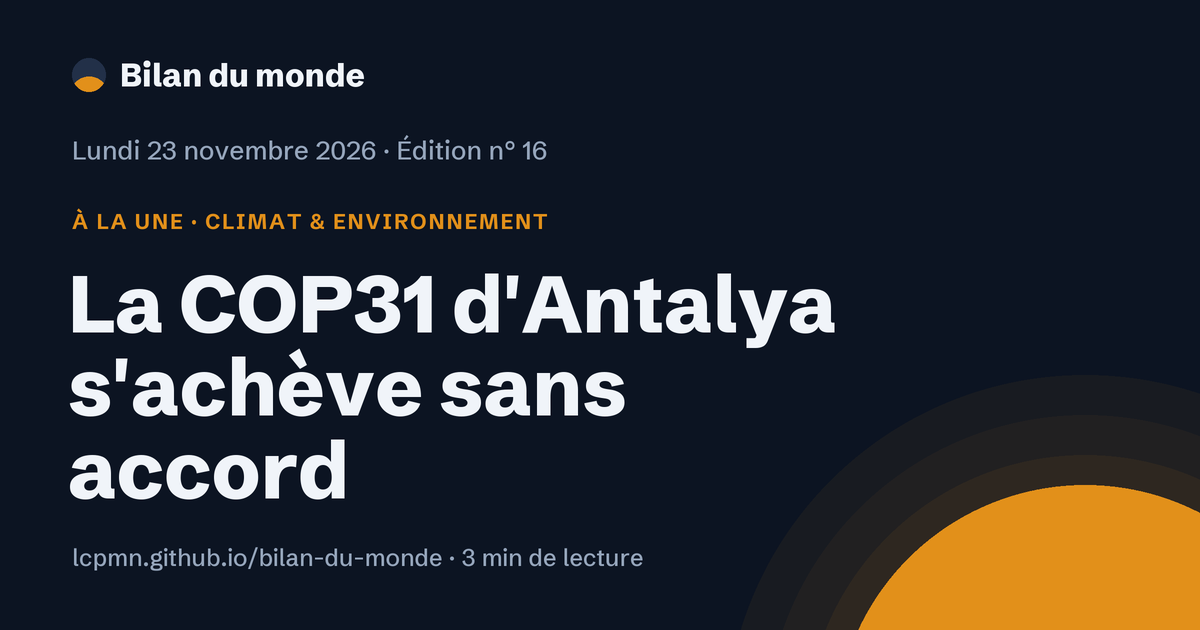 Bilan du monde
Lundi 23 novembre 2026 · Édition n° 16
À LA UNE · CLIMAT & ENVIRONNEMENT
La COP31 d'Antalya
s'achève sans
accord
lcpmn.github.io/bilan-du-monde · 3 min de lecture